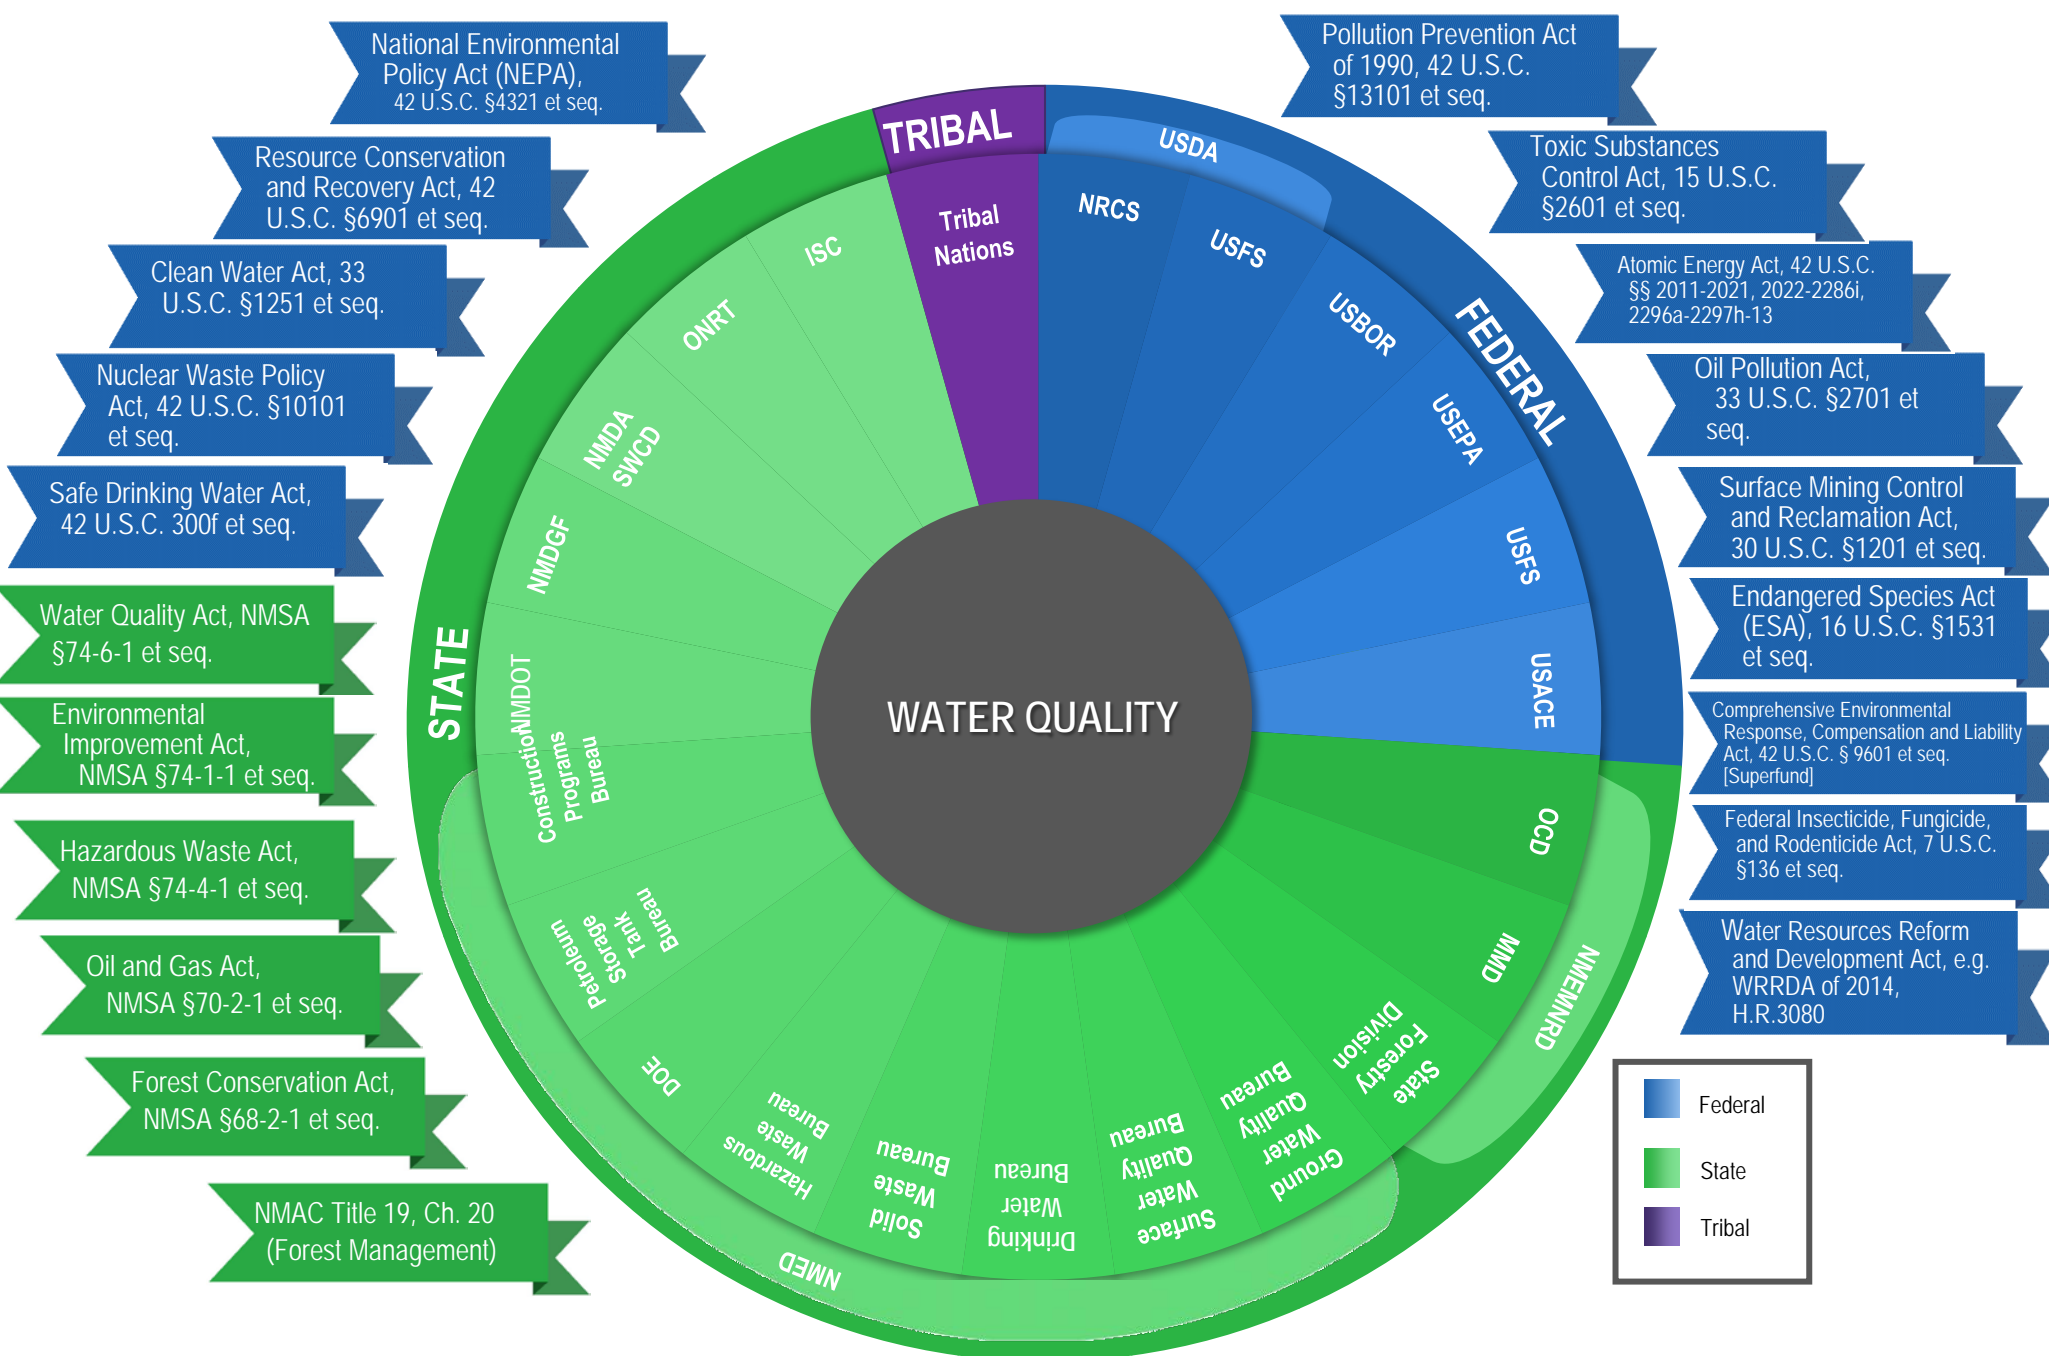 National Environmental
Policy Act (NEPA),
42 U.S.C. §4321 et seq.
Resource Conservation
and Recovery Act, 42
U.S.C. §6901 et seq.
Clean Water Act, 33
U.S.C. §1251 et seq.
Nuclear Waste Policy
Act, 42 U.S.C. §10101
et seq.
Safe Drinking Water Act,
42 U.S.C. 300f et seq.
Water Quality Act, NMSA
§74-6-1 et seq.
Environmental
Improvement Act,
NMSA §74-1-1 et seq.
Hazardous Waste Act,
NMSA §74-4-1 et seq.
Oil and Gas Act,
NMSA §70-2-1 et seq.
Forest Conservation Act,
NMSA §68-2-1 et seq.
NMAC Title 19, Ch. 20
(Forest Management)
TRIBAL
Tribal
Nations
FEDERAL
USDA
NRCS
USFS
USBOR
USEPA
USFS
USACE
OCD
MMD
State
Forestry
Division
NMEMNRD
Ground
Water
Quality
Bureau
Surface
Water
Quality
Bureau
Drinking
Water
Bureau
Solid
Waste
Bureau
Hazardous
Waste
Bureau
DOE
Petroleum
Storage
Tank
Bureau
Construction
Programs
Bureau
NMED
NMDOT
NMDGF
NMDA
SWCD
ONRT
ISC
STATE
WATER QUALITY
Pollution Prevention Act
of 1990, 42 U.S.C.
§13101 et seq.
Toxic Substances
Control Act, 15 U.S.C.
§2601 et seq.
Atomic Energy Act, 42 U.S.C.
§§ 2011-2021, 2022-2286i,
2296a-2297h-13
Oil Pollution Act,
33 U.S.C. §2701 et
seq.
Surface Mining Control
and Reclamation Act,
30 U.S.C. §1201 et seq.
Endangered Species Act
(ESA), 16 U.S.C. §1531
et seq.
Comprehensive Environmental
Response, Compensation and Liability
Act, 42 U.S.C. § 9601 et seq.
[Superfund]
Federal Insecticide, Fungicide,
and Rodenticide Act, 7 U.S.C.
§136 et seq.
Water Resources Reform
and Development Act, e.g.
WRRDA of 2014,
H.R.3080
Federal
State
Tribal